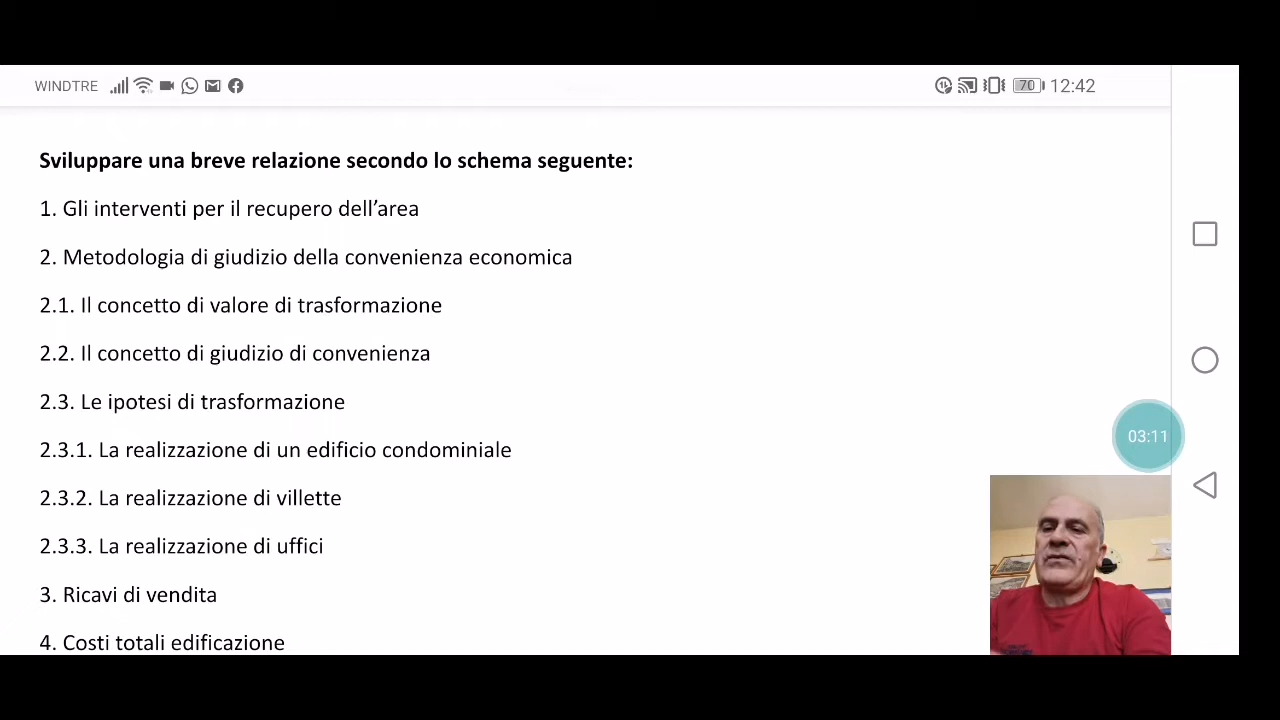 WINDTRE 70 12:42
Sviluppare una breve relazione secondo lo schema seguente:
1. Gli interventi per il recupero dell’area
2. Metodologia di giudizio della convenienza economica
2.1. Il concetto di valore di trasformazione
2.2. Il concetto di giudizio di convenienza
2.3. Le ipotesi di trasformazione
2.3.1. La realizzazione di un edificio condominiale
03:11
2.3.2. La realizzazione di villette
2.3.3. La realizzazione di uffici
3. Ricavi di vendita
4. Costi totali edificazione